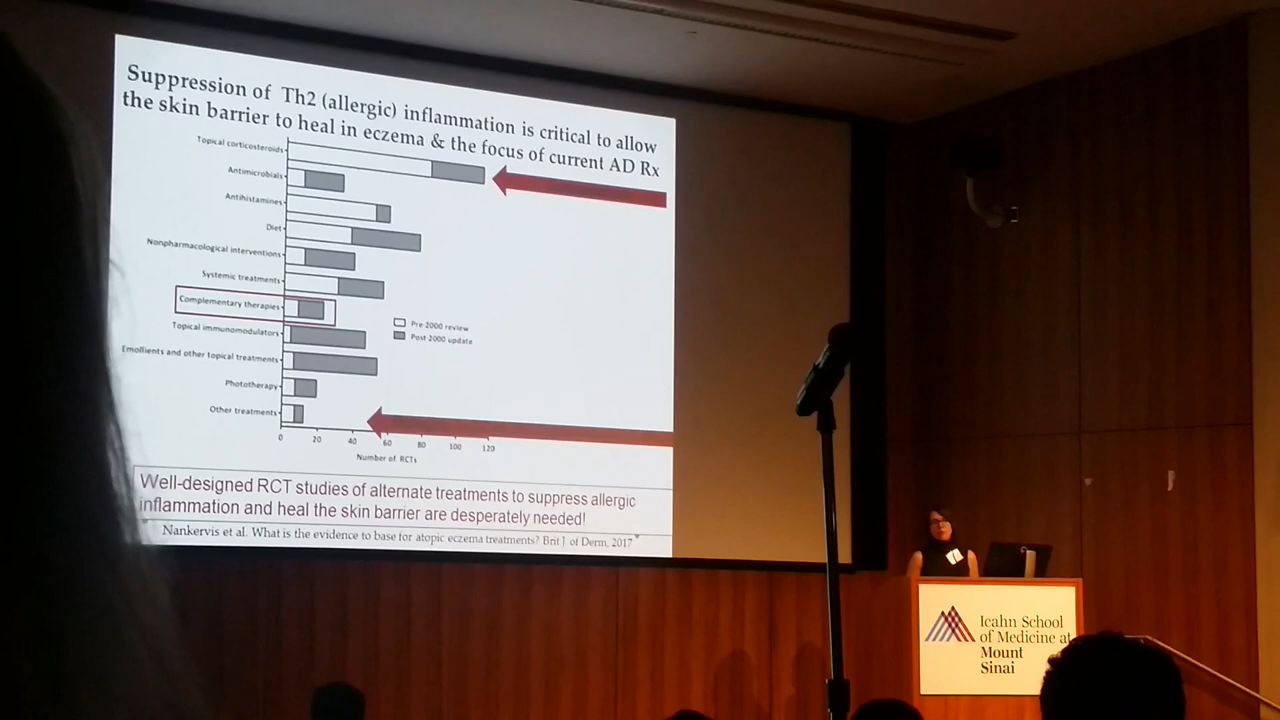 Suppression of Th2 (allergic) inflammation is critical to allow
the skin barrier to heal in eczema & the focus of current AD Rx
Topical corticosteroids
Antimicrobials
Antihistamines
Diet
Nonpharmacological interventions
Systemic treatments
Complementary therapies
Topical immunomodulators
Emollients and other topical treatments
Phototherapy
Other treatments
Pre 2000 review
Post 2000 update
0 20 40 60 80 100 120
Number of RCTs
Well-designed RCT studies of alternate treatments to suppress allergic
inflammation and heal the skin barrier are desperately needed!
Nankervis et al. What is the evidence to base for atopic eczema treatments? Brit J. of Derm, 2017
Icahn School
of Medicine at
Mount
Sinai